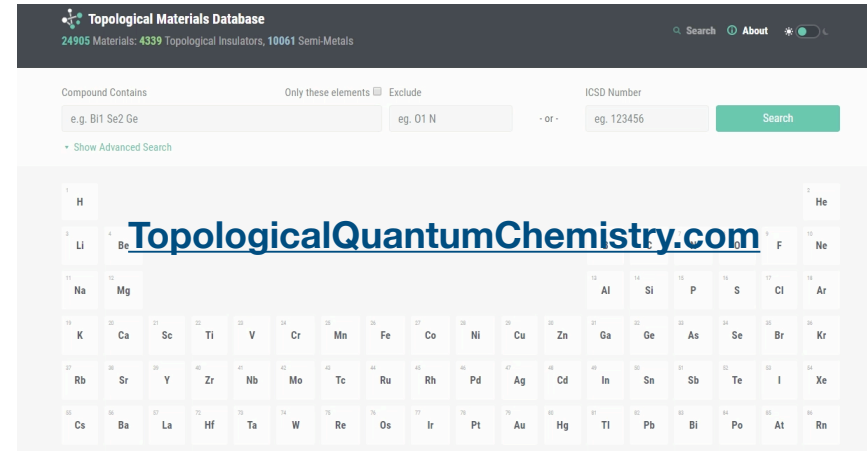 Topological Materials Database
24905 Materials: 4339 Topological Insulators, 10061 Semi-Metals
Search About
Compound Contains Only these elements Exclude ICSD Number
e.g. Bi1 Se2 Ge eg. O1 N - or - eg. 123456 Search
Show Advanced Search
1 H 2 He
TopologicalQuantumChemistry.com
3 Li 4 Be B C N O 9 F 10 Ne
11 Na 12 Mg 13 Al 14 Si 15 P 16 S 17 Cl 18 Ar
19 K 20 Ca 21 Sc 22 Ti 23 V 24 Cr 25 Mn 26 Fe 27 Co 28 Ni 29 Cu 30 Zn 31 Ga 32 Ge 33 As 34 Se 35 Br 36 Kr
37 Rb 38 Sr 39 Y 40 Zr 41 Nb 42 Mo 43 Tc 44 Ru 45 Rh 46 Pd 47 Ag 48 Cd 49 In 50 Sn 51 Sb 52 Te 53 I 54 Xe
55 Cs 56 Ba 57 La 72 Hf 73 Ta 74 W 75 Re 76 Os 77 Ir 78 Pt 79 Au 80 Hg 81 Tl 82 Pb 83 Bi 84 Po 85 At 86 Rn